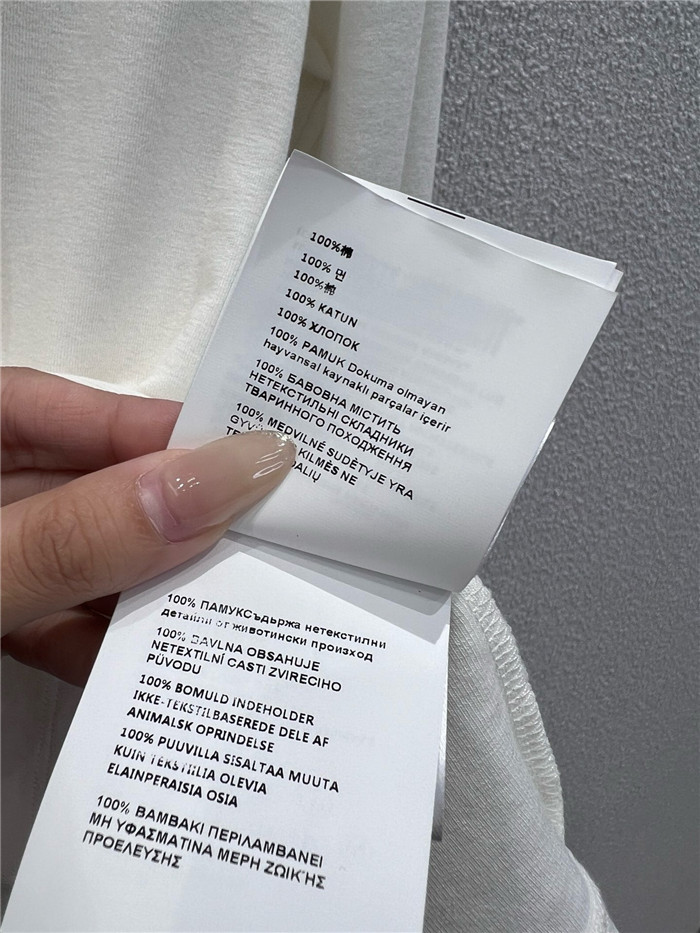 100%棉
100% 면
100%
100% KATUN
100% ХЛОПОК
100% PAMUK Dokuma olmayan
hayvansal kaynaklı parçalar içerir
100% БАВОВНА МІСТИТЬ
НЕТЕКСТИЛЬНІ СКЛАДНИКИ
ТВАРИННОГО ПОХОДЖЕННЯ
100% MEDVILNĖ SUDĖTYJE YRA
KILMĖS NE
100% ПАМУКСъдържа нетекстилни
детайли от животински произход
100% BAVLNA OBSAHUJE
NETEXTILNÍ CASTI ZVIRECIHO
PŮVODU
100% BOMULD INDEHOLDER
IKKE-TEKSTILBASEREDE DELE AF
ANIMALSK OPRINDELSE
100% PUUVILLA SISALTAA MUUTA
KUIN TEKSTIILIA OLEVIA
ELAINPERAISIA OSIA
100% ΒΑΜΒΑΚΙ ΠΕΡΙΛΑΜΒΑΝΕΙ
ΜΗ ΥΦΑΣΜΑΤΙΝΑ ΜΕΡΗ ΖΩΙΚΉΣ
ΠΡΟΕΛΕΥΣΗΣ